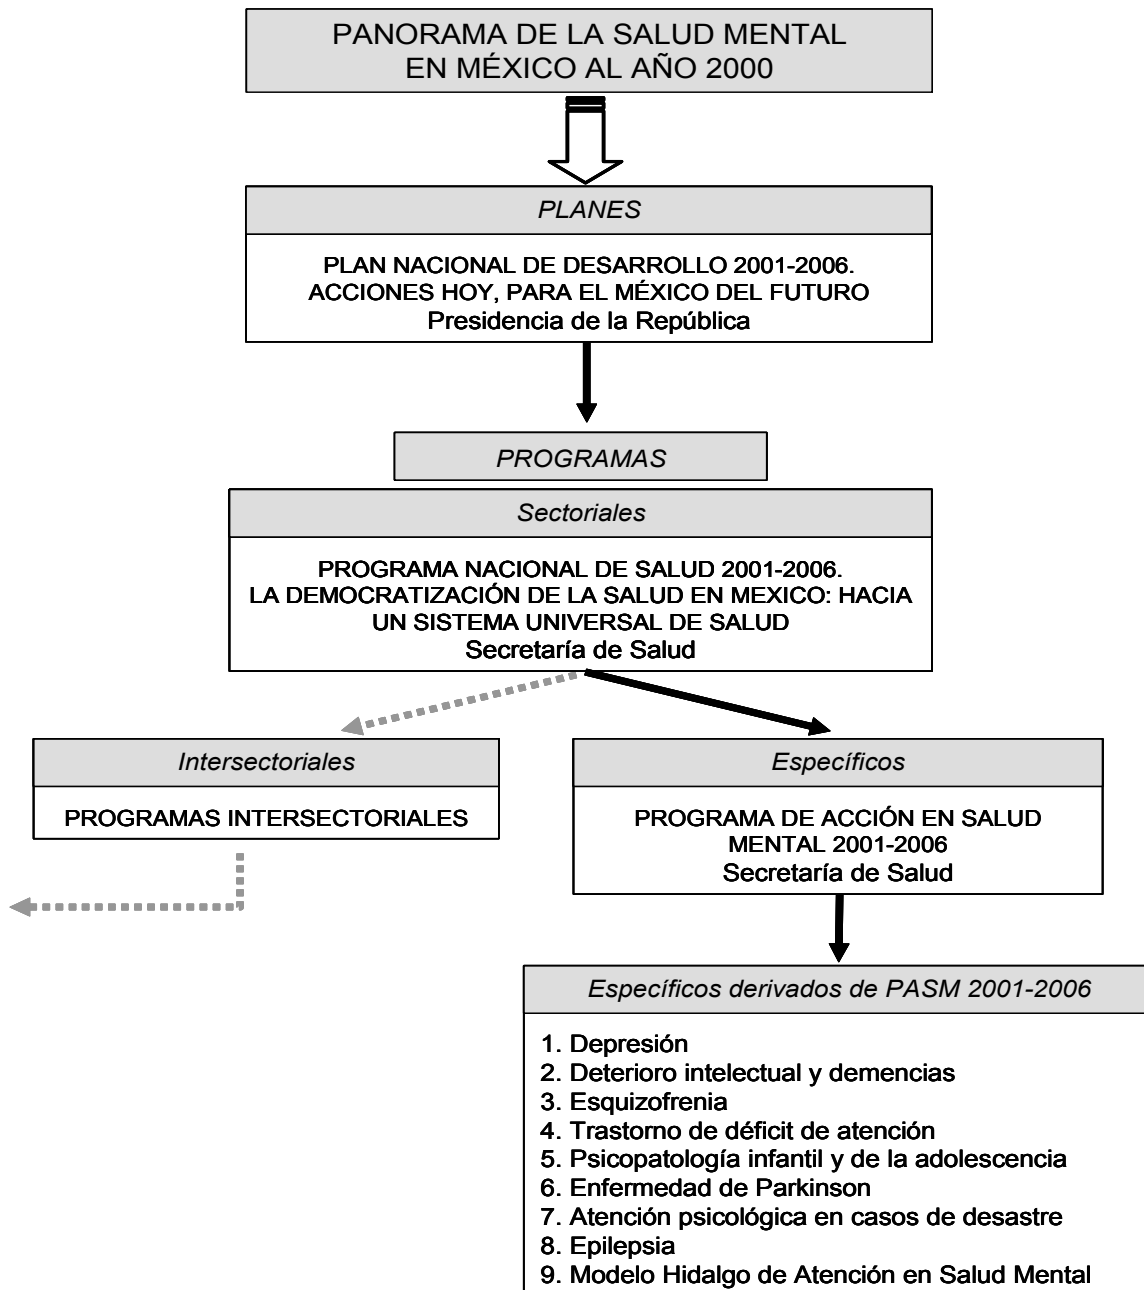 PANORAMA DE LA SALUD MENTAL
EN MÉXICO AL AÑO 2000
PLANES
PLAN NACIONAL DE DESARROLLO 2001-2006.
ACCIONES HOY, PARA EL MÉXICO DEL FUTURO
Presidencia de la República
PROGRAMAS
Sectoriales
PROGRAMA NACIONAL DE SALUD 2001-2006.
LA DEMOCRATIZACIÓN DE LA SALUD EN MEXICO: HACIA
UN SISTEMA UNIVERSAL DE SALUD
Secretaría de Salud
Intersectoriales
PROGRAMAS INTERSECTORIALES
Específicos
PROGRAMA DE ACCIÓN EN SALUD
MENTAL 2001-2006
Secretaría de Salud
Específicos derivados de PASM 2001-2006
1. Depresión
2. Deterioro intelectual y demencias
3. Esquizofrenia
4. Trastorno de déficit de atención
5. Psicopatología infantil y de la adolescencia
6. Enfermedad de Parkinson
7. Atención psicológica en casos de desastre
8. Epilepsia
9. Modelo Hidalgo de Atención en Salud Mental